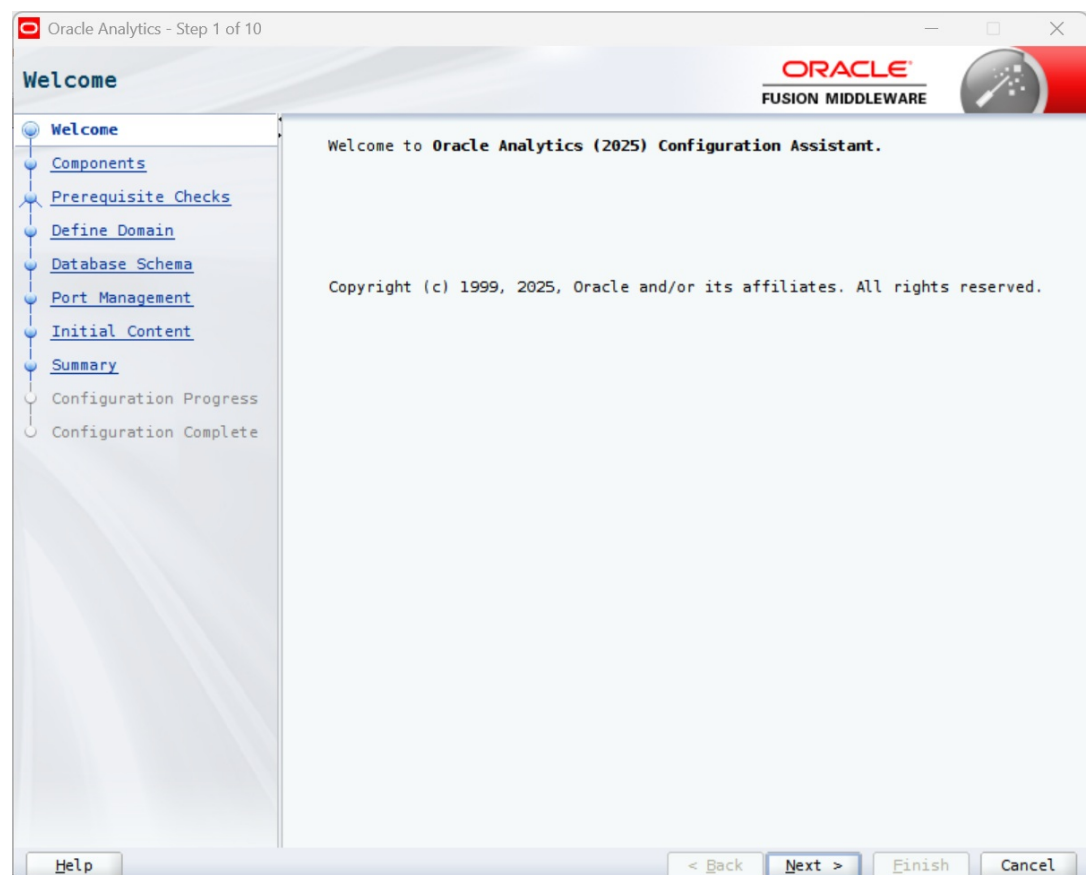 Oracle Analytics - Step 1 of 10
Welcome
ORACLE
FUSION MIDDLEWARE
Welcome
Components
Prerequisite Checks
Define Domain
Database Schema
Port Management
Initial Content
Summary
Configuration Progress
Configuration Complete
Welcome to Oracle Analytics (2025) Configuration Assistant.
Copyright (c) 1999, 2025, Oracle and/or its affiliates. All rights reserved.
Help
< Back
Next >
Finish
Cancel